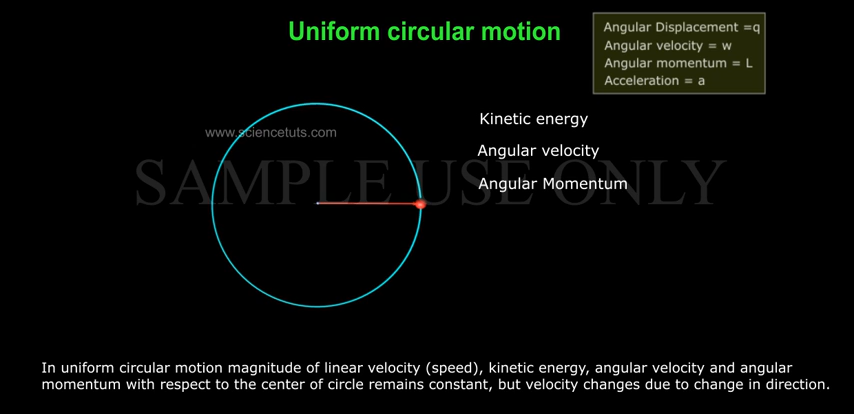 Uniform circular motion
Angular Displacement =q
Angular velocity = w
Angular momentum = L
Acceleration = a
www.sciencetuts.com
Kinetic energy
Angular velocity
SAMPLE USE ONLY
Angular Momentum
In uniform circular motion magnitude of linear velocity (speed), kinetic energy, angular velocity and angular
momentum with respect to the center of circle remains constant, but velocity changes due to change in direction.